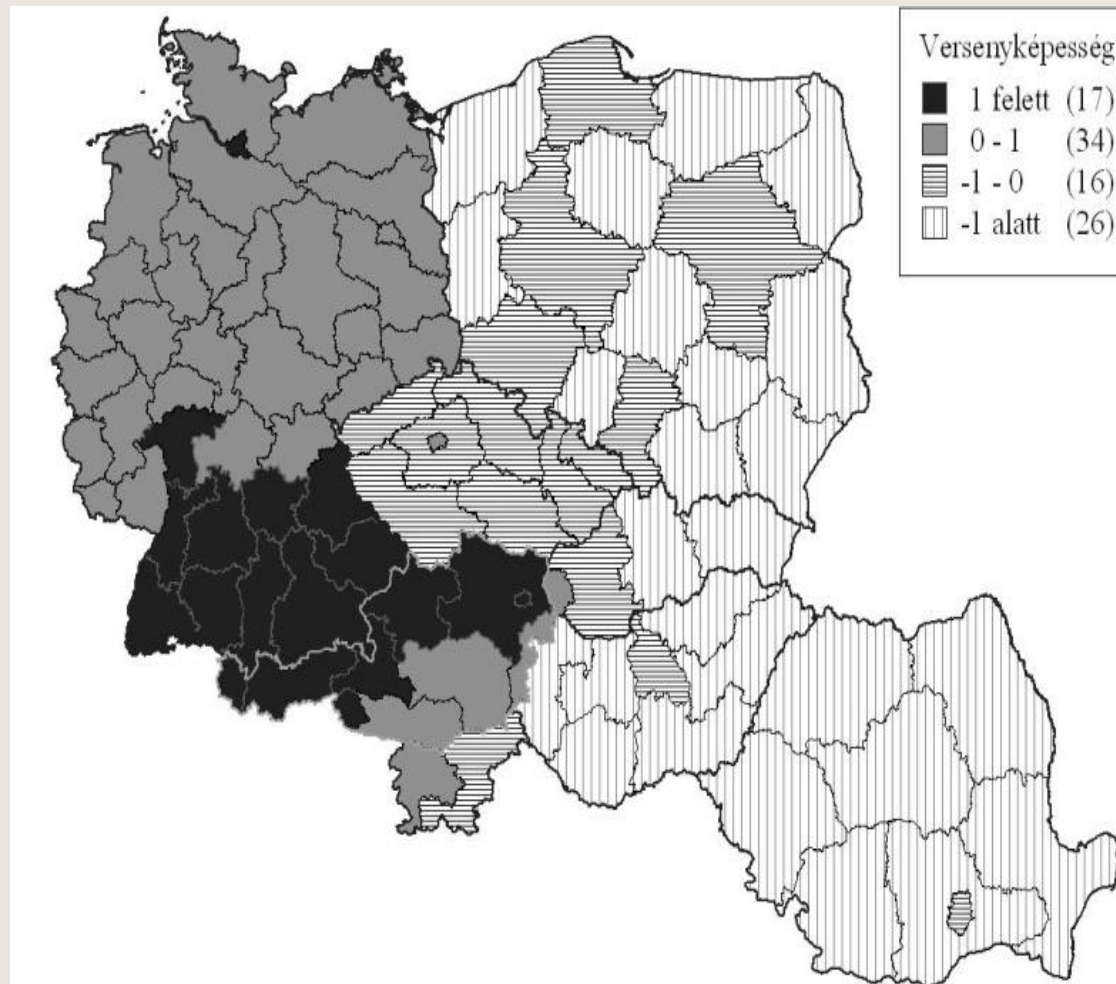 Versenyképesség
1 felett (17)
0 - 1 (34)
-1 - 0 (16)
-1 alatt (26)